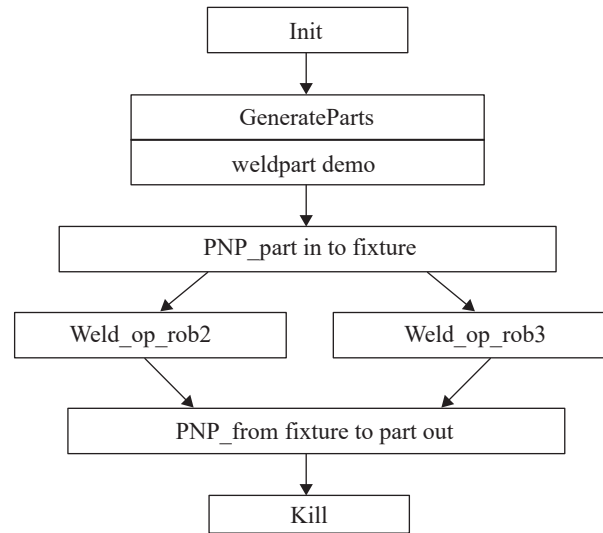 Init
GenerateParts
weldpart demo
PNP_part in to fixture
Weld_op_rob2
Weld_op_rob3
PNP_from fixture to part out
Kill